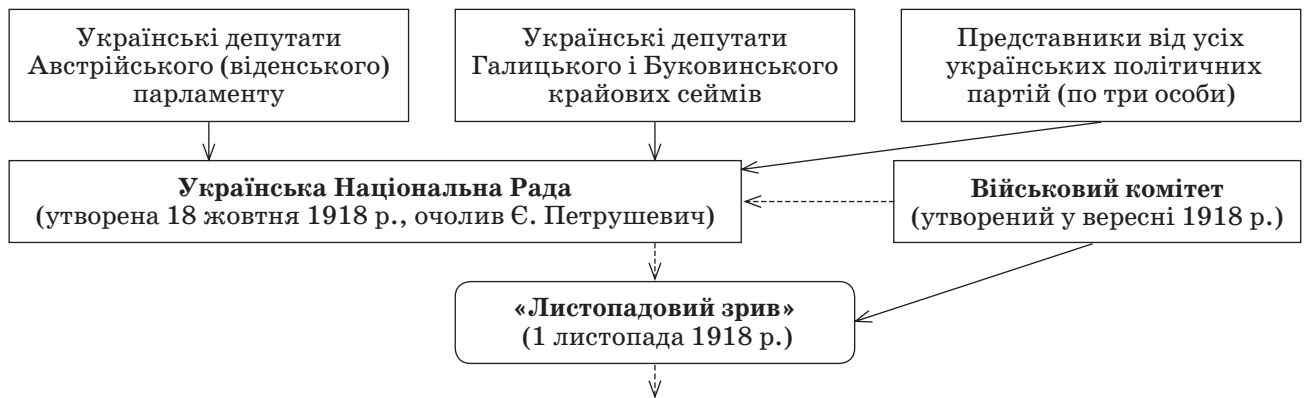 Українські депутати
Австрійського (віденського)
парламенту
Українські депутати
Галицького і Буковинського
крайових сеймів
Представники від усіх
українських політичних
партій (по три особи)
Українська Національна Рада
(утворена 18 жовтня 1918 р., очолив Є. Петрушевич)
Військовий комітет
(утворений у вересні 1918 р.)
«Листопадовий зрив»
(1 листопада 1918 р.)